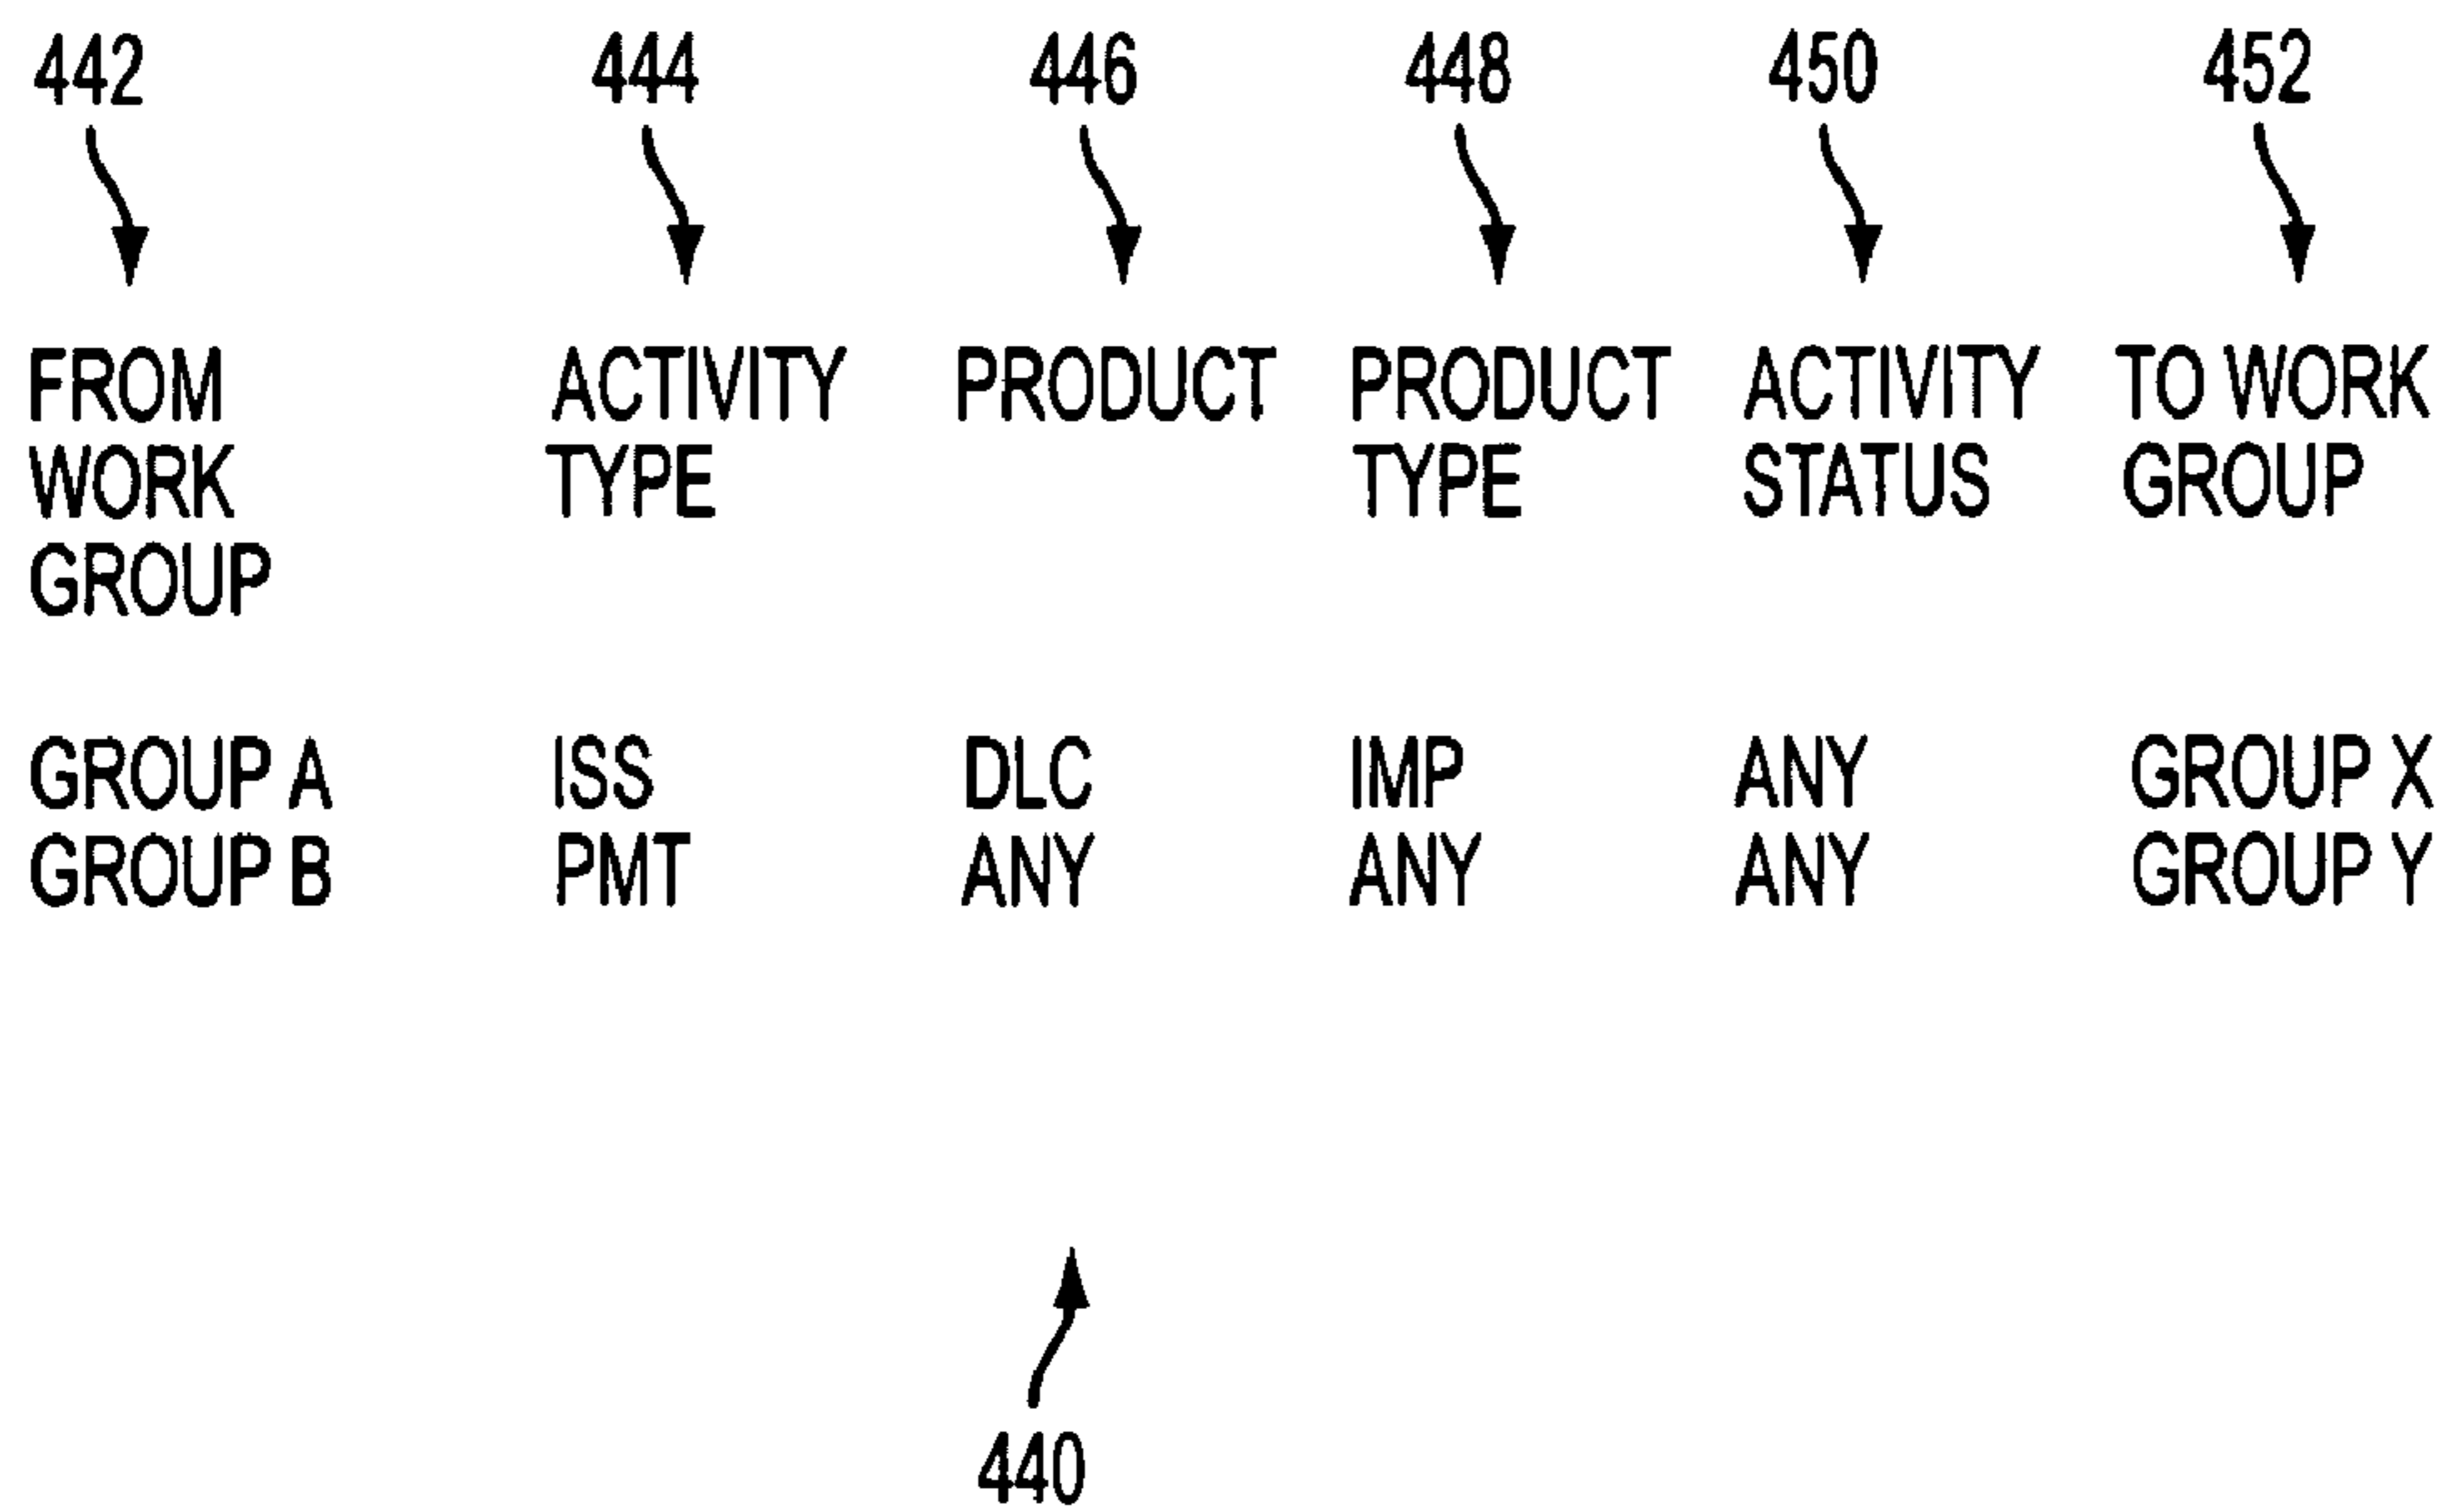 442 444 446 448 450 452
FROM ACTIVITY PRODUCT PRODUCT ACTIVITY TO WORK
WORK TYPE TYPE STATUS GROUP
GROUP
GROUP A ISS DLC IMP ANY GROUP X
GROUP B PMT ANY ANY ANY GROUP Y
440